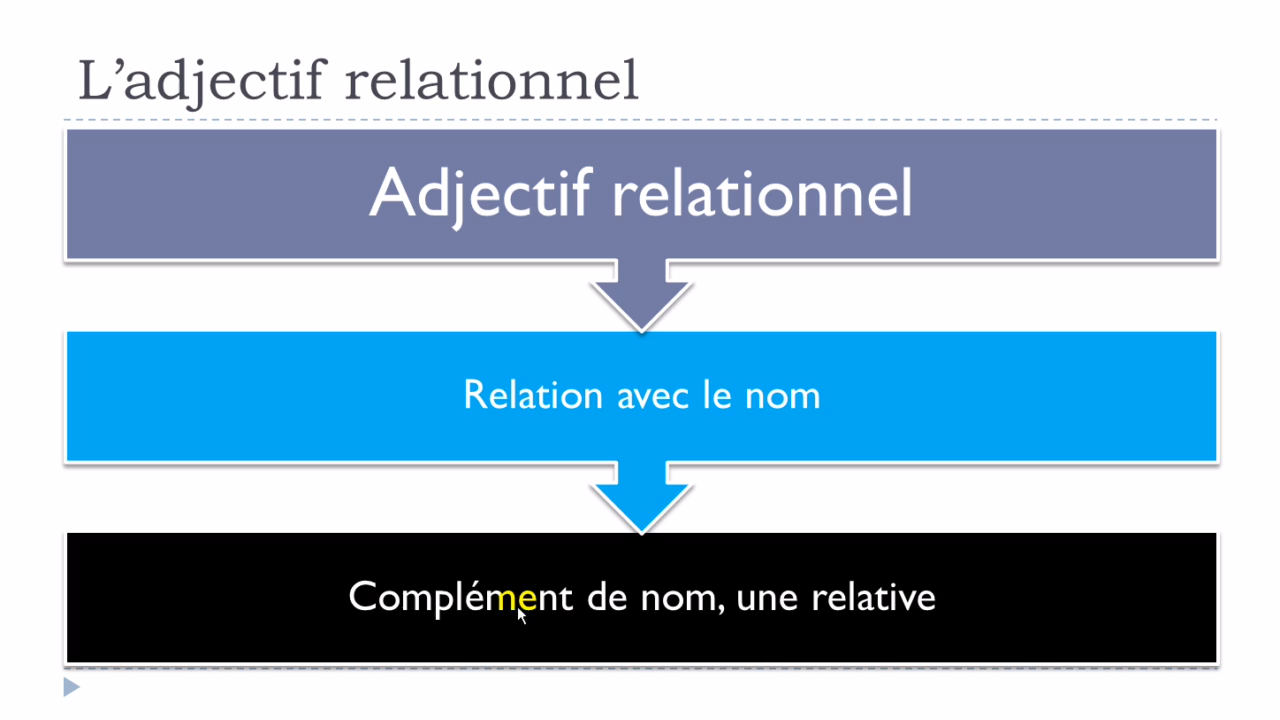 L’adjectif relationnel
Adjectif relationnel
Relation avec le nom
Complément de nom, une relative